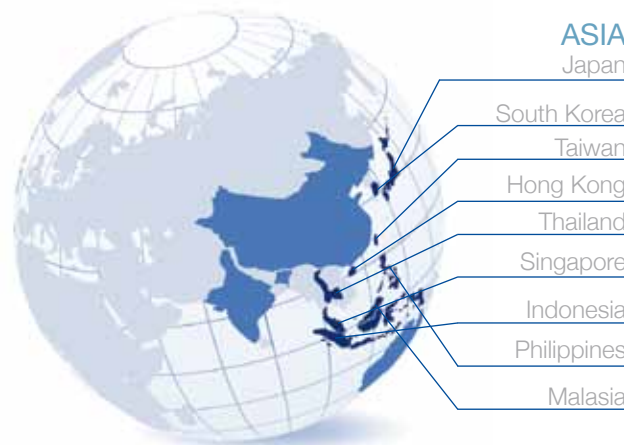 ASIA
Japan
South Korea
Taiwan
Hong Kong
Thailand
Singapore
Indonesia
Philippines
Malasia